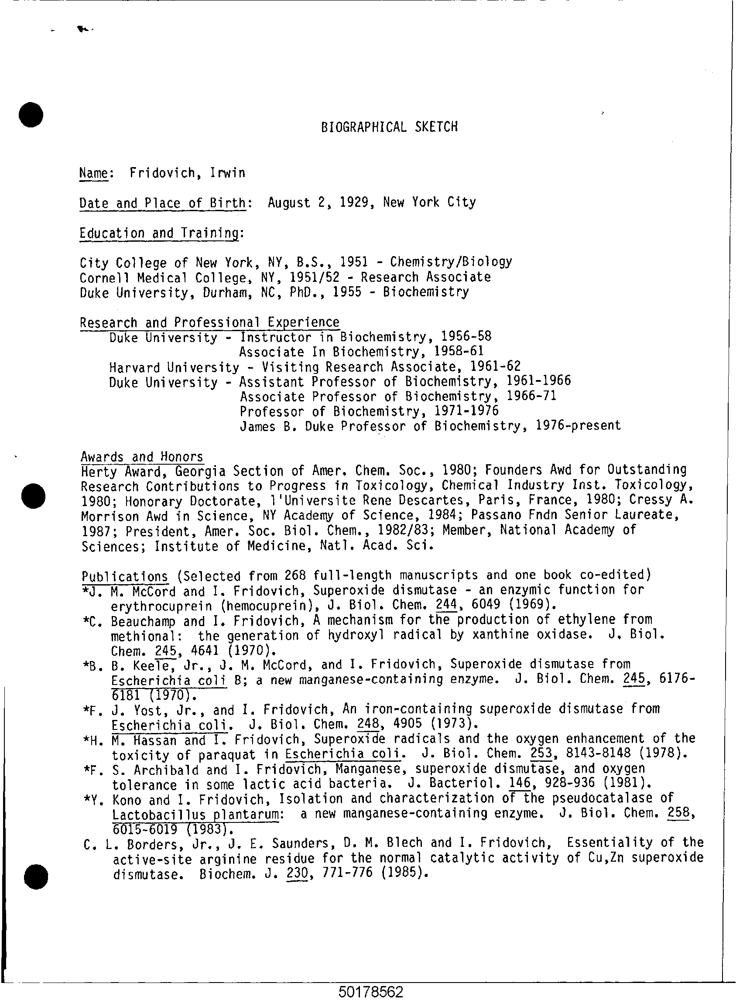 BIOGRAPHICAL SKETCH
Name: Fridovich, Irwin
Date and Place of Birth: August 2, 1929, New York City
Education and Training:
City College of New York, NY, B.S., 1951 - Chemistry/Biology
Cornell Medical College, NY, 1951/52 - Research Associate
Duke University, Durham, NC, PhD., 1955 - Biochemistry
Research and Professional Experience
Duke University - Instructor in Biochemistry, 1956-58
Associate In Biochemistry, 1958-61
Harvard University - Visiting Research Associate, 1961-62
Duke University - Assistant Professor of Biochemistry, 1961-1966
Associate Professor of Biochemistry, 1966-71
Professor of Biochemistry, 1971-1976
James B. Duke Professor of Biochemistry, 1976-present
Awards and Honors
Herty Award, Georgia Section of Amer. Chem. Soc., 1980; Founders Awd for Outstanding
Research Contributions to Progress in Toxicology, Chemical Industry Inst. Toxicology,
1980; Honorary Doctorate, l'Universite Rene Descartes, Paris, France, 1980; Cressy A.
Morrison Awd in Science, NY Academy of Science, 1984; Passano Fndn Senior Laureate,
1987; President, Amer. Soc. Biol. Chem., 1982/83; Member, National Academy of
Sciences; Institute of Medicine, Natl. Acad. Sci.
Publications (Selected from 268 full-length manuscripts and one book co-edited)
*J. M. McCord and I. Fridovich, Superoxide dismutase - an enzymic function for
erythrocuprein (hemocuprein), J. Biol. Chem. 244, 6049 (1969).
*C. Beauchamp and I. Fridovich, A mechanism for the production of ethylene from
methional: the generation of hydroxyl radical by xanthine oxidase. J. Biol.
Chem. 245, 4641 (1970).
*B. B. Keele, Jr., J. M. McCord, and I. Fridovich, Superoxide dismutase from
Escherichia coli B; a new manganese-containing enzyme. J. Biol. Chem. 245, 6176-
6181 (1970).
*F. J. Yost, Jr., and I. Fridovich, An iron-containing superoxide dismutase from
Escherichia coli. J. Biol. Chem. 248, 4905 (1973).
*H. M. Hassan and I. Fridovich, Superoxide radicals and the oxygen enhancement of the
toxicity of paraquat in Escherichia coli. J. Biol. Chem. 253, 8143-8148 (1978).
*F. S. Archibald and I. Fridovich, Manganese, superoxide dismutase, and oxygen
tolerance in some lactic acid bacteria. J. Bacteriol. 146, 928-936 (1981).
*Y. Kono and I. Fridovich, Isolation and characterization of the pseudocatalase of
Lactobacillus plantarum: a new manganese-containing enzyme. J. Biol. Chem. 258,
6015-6019 (1983).
C. L. Borders, Jr., J. E. Saunders, D. M. Blech and I. Fridovich, Essentiality of the
active-site arginine residue for the normal catalytic activity of Cu,Zn superoxide
dismutase. Biochem. J. 230, 771-776 (1985).
50178562